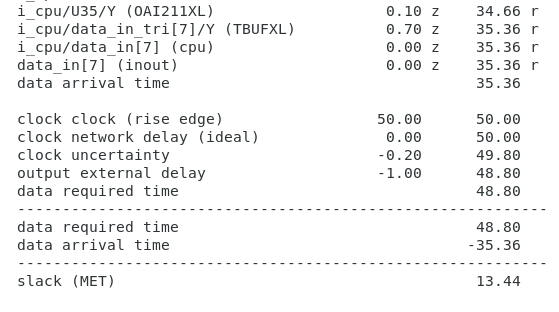 i_cpu/U35/Y (OAI211XL) 0.10 z 34.66 r
i_cpu/data_in_tri[7]/Y (TBUFXL) 0.70 z 35.36 r
i_cpu/data_in[7] (cpu) 0.00 z 35.36 r
data_in[7] (inout) 0.00 z 35.36 r
data arrival time 35.36
clock clock (rise edge) 50.00 50.00
clock network delay (ideal) 0.00 50.00
clock uncertainty -0.20 49.80
output external delay -1.00 48.80
data required time 48.80
-----------------------------------------------------------
data required time 48.80
data arrival time -35.36
-----------------------------------------------------------
slack (MET) 13.44